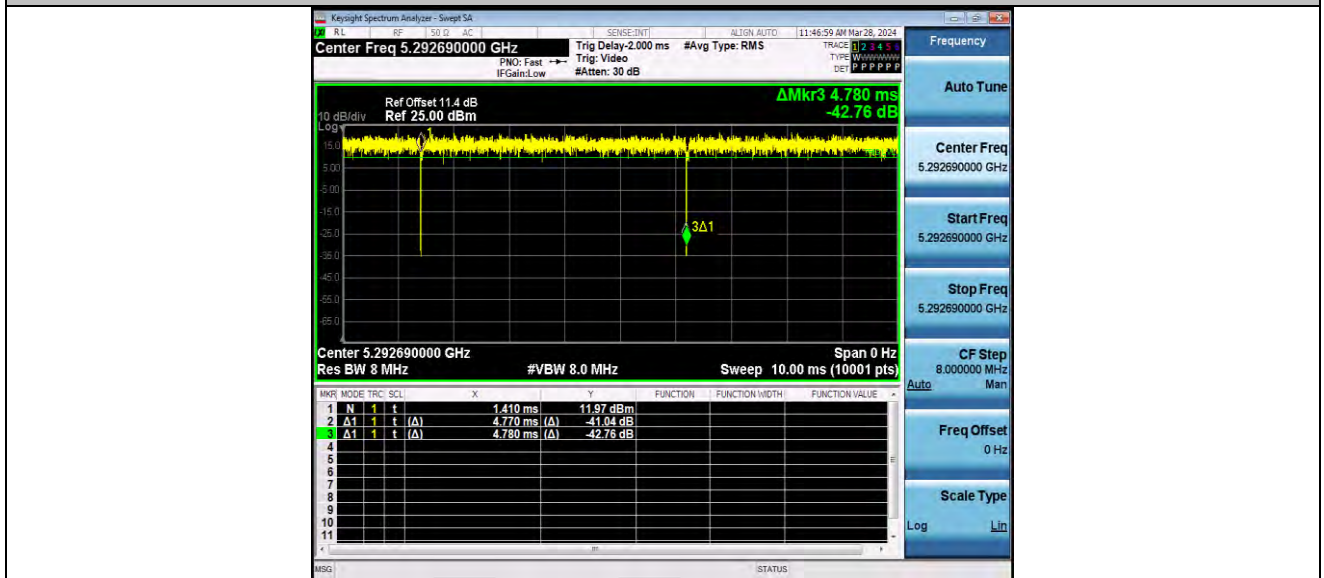 Keysight Spectrum Analyzer - Swept SA
RL RF 50 Ω AC SENSE:INT ALIGN AUTO 11:46:59 AM Mar 28, 2024
Center Freq 5.292690000 GHz
PNO: Fast
IFGain:Low
Trig Delay-2.000 ms #Avg Type: RMS
Trig: Video
#Atten: 30 dB
TRACE 1 2 3 4 5 6
TYPE W
DET P P P P P P
Ref Offset 11.4 dB
10 dB/div Ref 25.00 dBm
Log
ΔMkr3 4.780 ms
-42.76 dB
1
15.0
5.00
-5.00
-15.0
-25.0
-35.0
-45.0
-55.0
-65.0
3Δ1
Center 5.292690000 GHz Span 0 Hz
Res BW 8 MHz #VBW 8.0 MHz Sweep 10.00 ms (10001 pts)
MKR MODE TRC SCL X Y FUNCTION FUNCTION WIDTH FUNCTION VALUE
1 N 1 t 1.410 ms 11.97 dBm
2 Δ1 1 t (Δ) 4.770 ms (Δ) -41.04 dB
3 Δ1 1 t (Δ) 4.780 ms (Δ) -42.76 dB
4
5
6
7
8
9
10
11
MSG STATUS
Frequency
Auto Tune
Center Freq
5.292690000 GHz
Start Freq
5.292690000 GHz
Stop Freq
5.292690000 GHz
CF Step
8.000000 MHz
Auto Man
Freq Offset
0 Hz
Scale Type
Log Lin